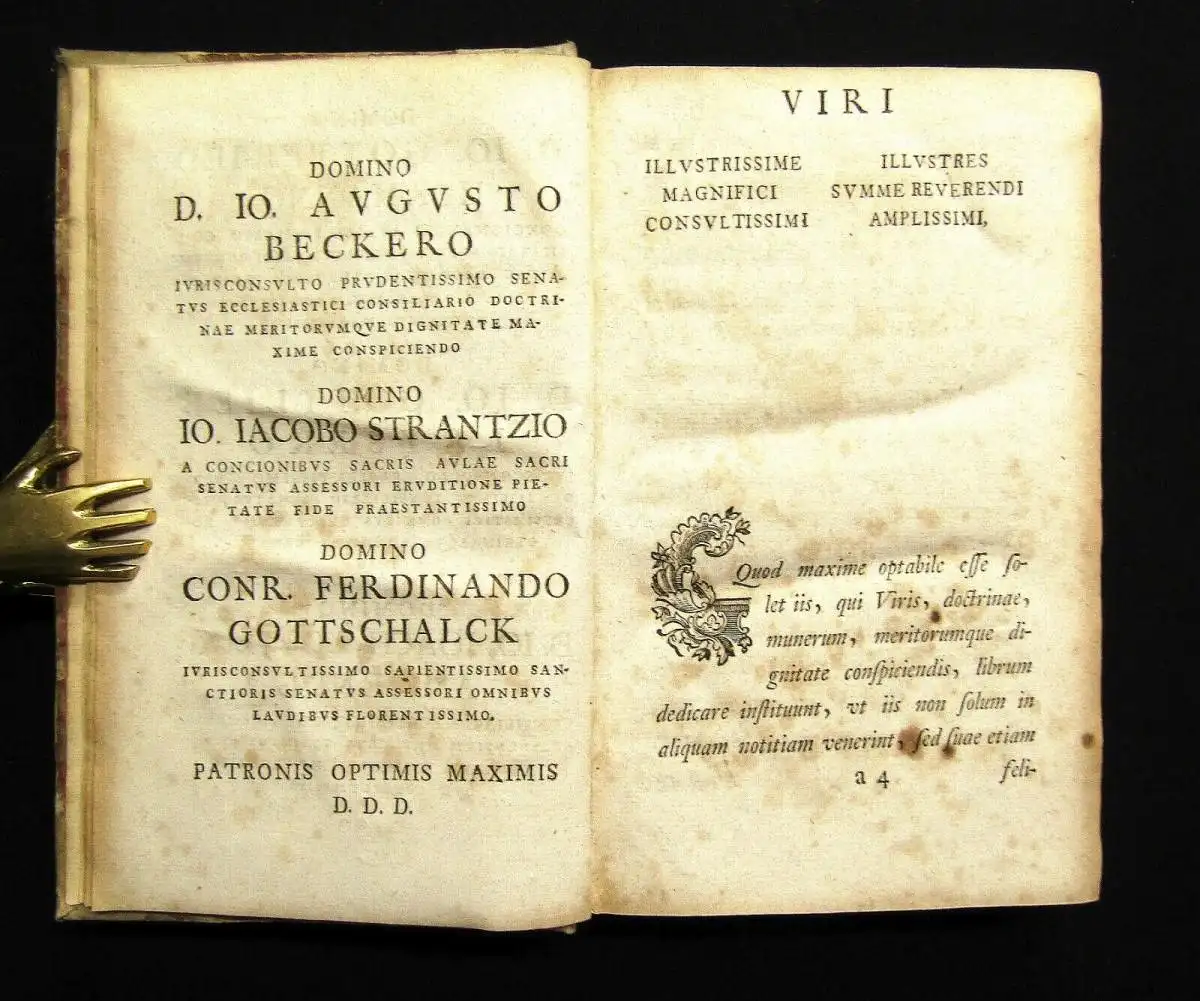 DOMINO
D. IO. AVGVSTO
BECKERO
IVRISCONSVLTO PRVDENTISSIMO SENA-
TVS ECCLESIASTICI CONSILIARIO DOCTRI-
NAE MERITORVMQVE DIGNITATE MA-
XIME CONSPICIENDO
DOMINO
IO. IACOBO STRANTZIO
A CONCIONIBVS SACRIS AVLAE SACRI
SENATVS ASSESSORI ERVDITIONE PIE-
TATE FIDE PRAESTANTISSIMO
DOMINO
CONR. FERDINANDO
GOTTSCHALCK
IVRISCONSVLTISSIMO SAPIENTISSIMO SAN-
CTIORIS SENATVS ASSESSORI OMNIBVS
LAVDIBVS FLORENTISSIMO.
PATRONIS OPTIMIS MAXIMIS
D. D. D.
VIRI
ILLVSTRISSIME ILLVSTRES
MAGNIFICI SVMME REVERENDI
CONSVLTISSIMI AMPLISSIMI,
Quod maxime optabile eſſe ſo-
let iis, qui Viris, doctrinae,
munerum, meritorumque di-
gnitate conſpiciendis, librum
dedicare inſtituunt, vt iis non ſolum in
aliquam notitiam venerint, ſed ſuae etiam
a 4 feli-